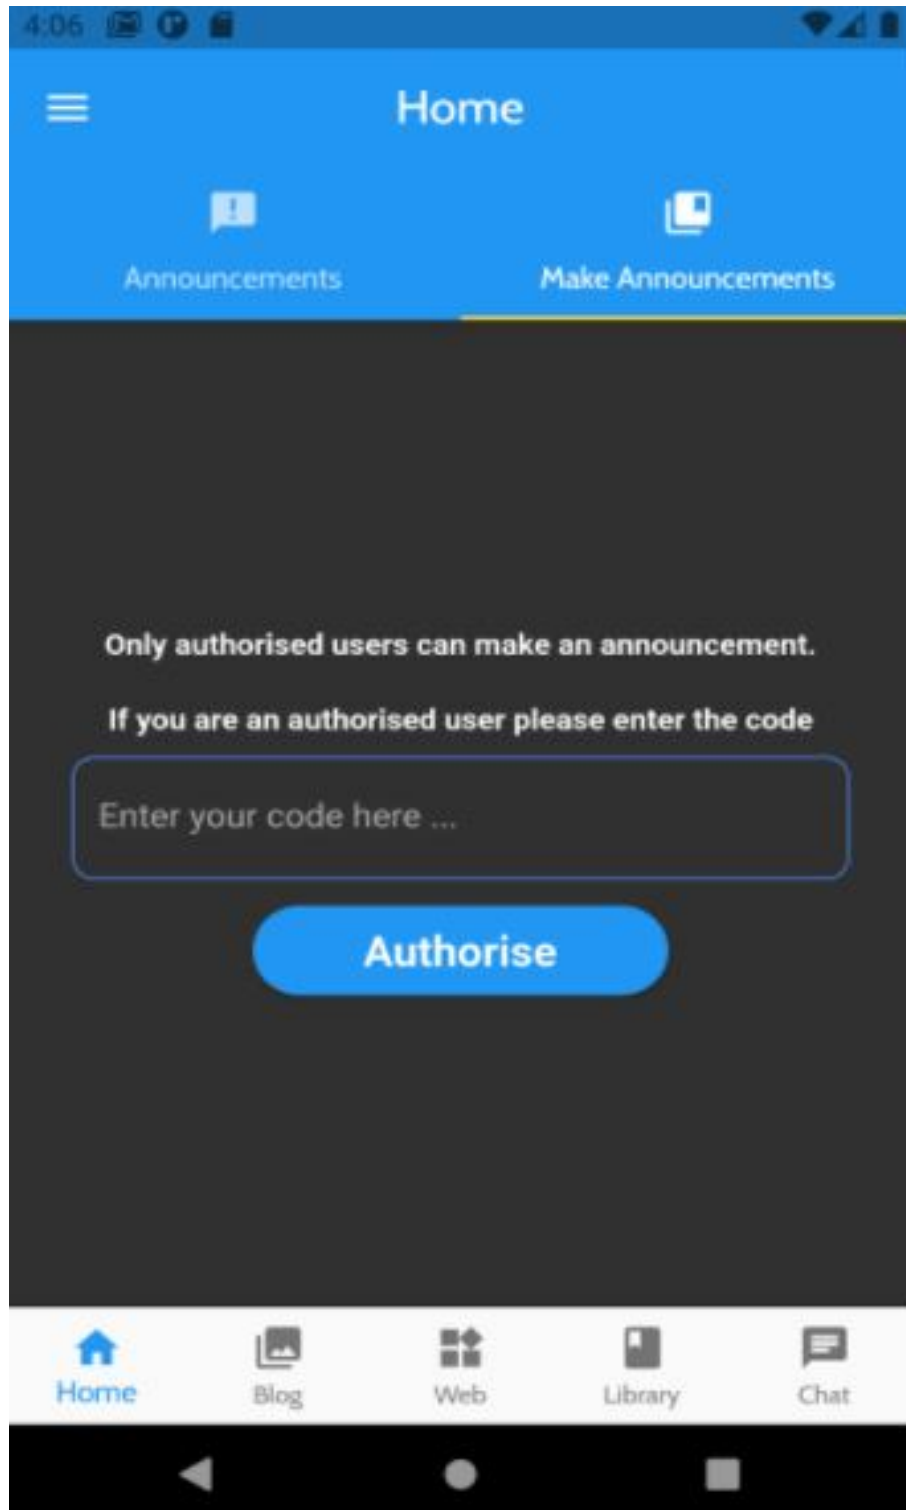 4:06
Home
Announcements
Make Announcements
Only authorised users can make an announcement.
If you are an authorised user please enter the code
Enter your code here ...
Authorise
Home
Blog
Web
Library
Chat